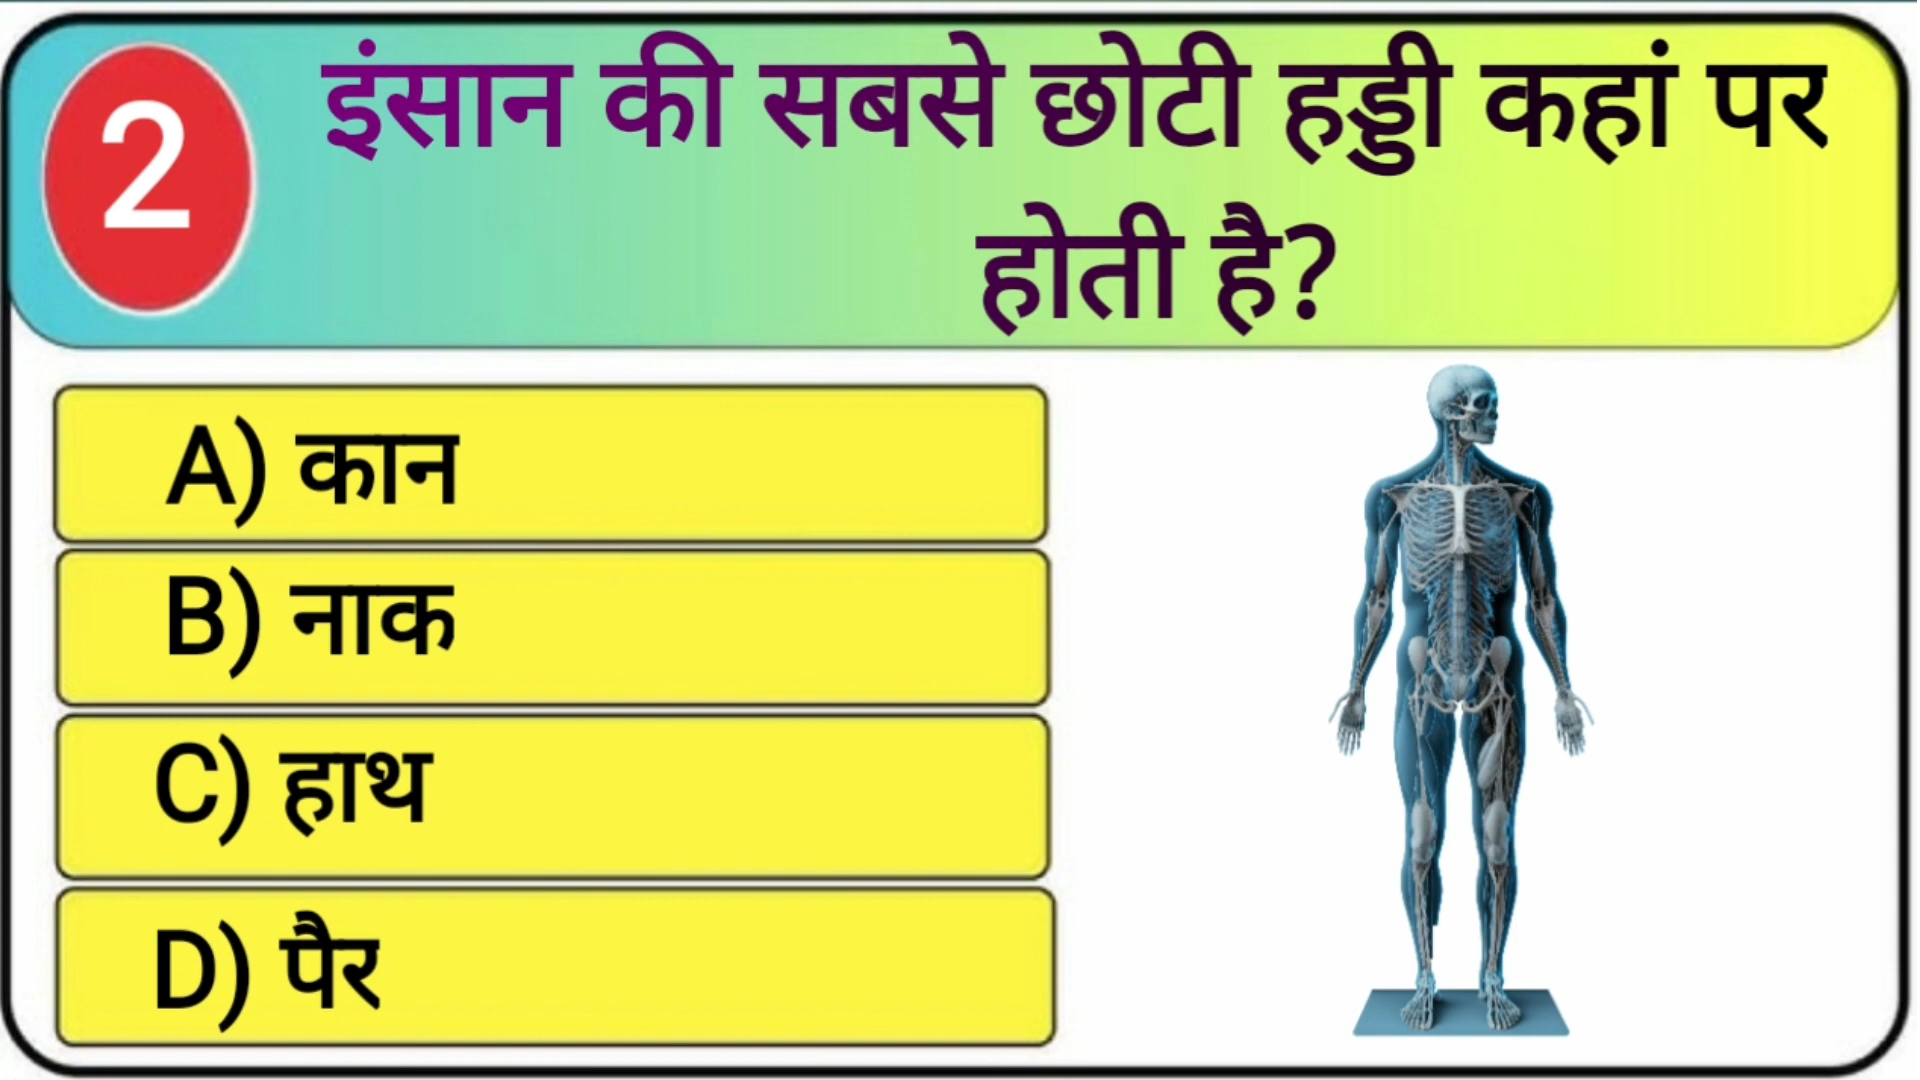 2
इंसान की सबसे छोटी हड्डी कहां पर
होती है?
A) कान
B) नाक
C) हाथ
D) पैर